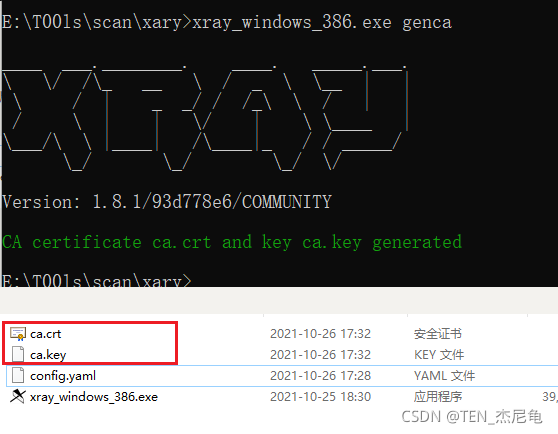 E:\TOOls\scan\xary>xray_windows_386.exe genca
XRAY
Version: 1.8.1/93d778e6/COMMUNITY
CA certificate ca.crt and key ca.key generated
E:\TOOls\scan\xary>
ca.crt 2021-10-26 17:32 安全证书
ca.key 2021-10-26 17:32 KEY 文件
config.yaml 2021-10-26 17:28 YAML 文件
xray_windows_386.exe 2021-10-25 18:30 应用程序 39,
CSDN @TEN_杰尼龟